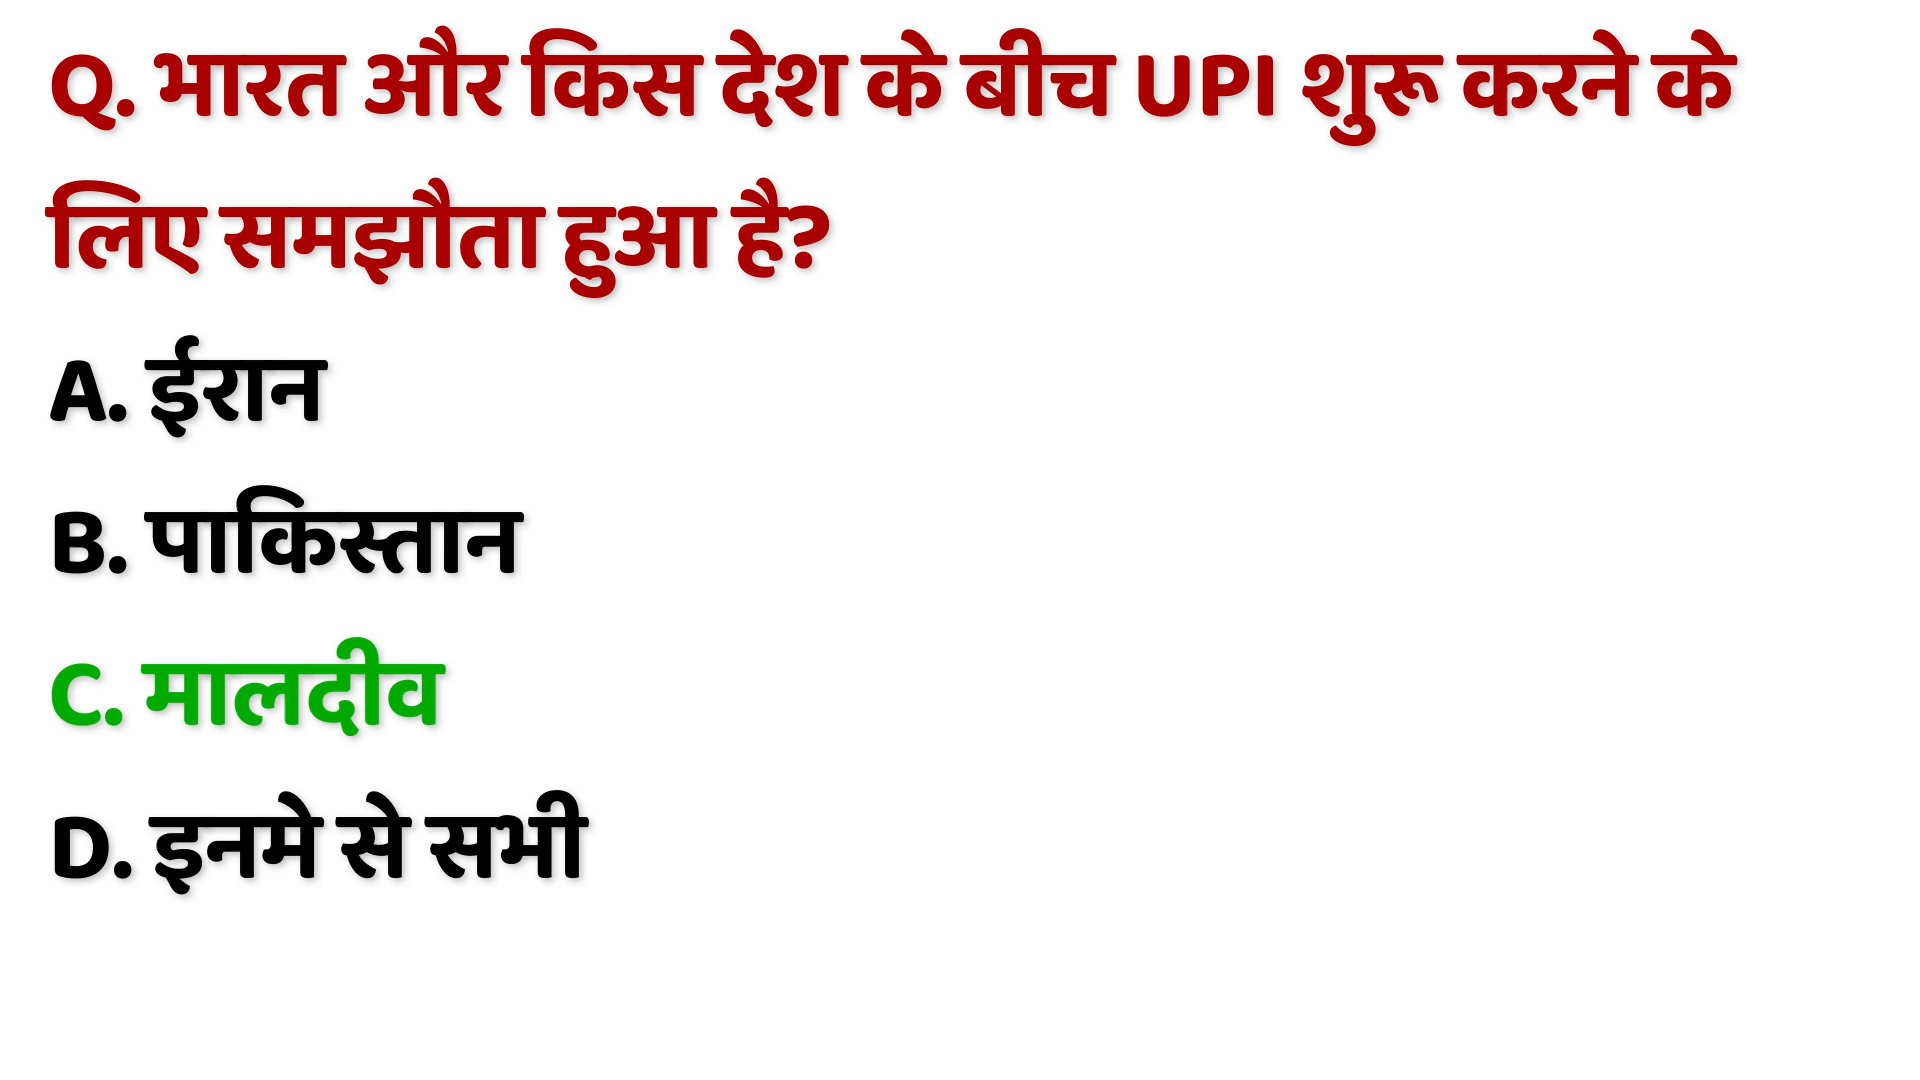 Q. भारत और किस देश के बीच UPI शुरू करने के
लिए समझौता हुआ है?
A. ईरान
B. पाकिस्तान
C. मालदीव
D. इनमे से सभी